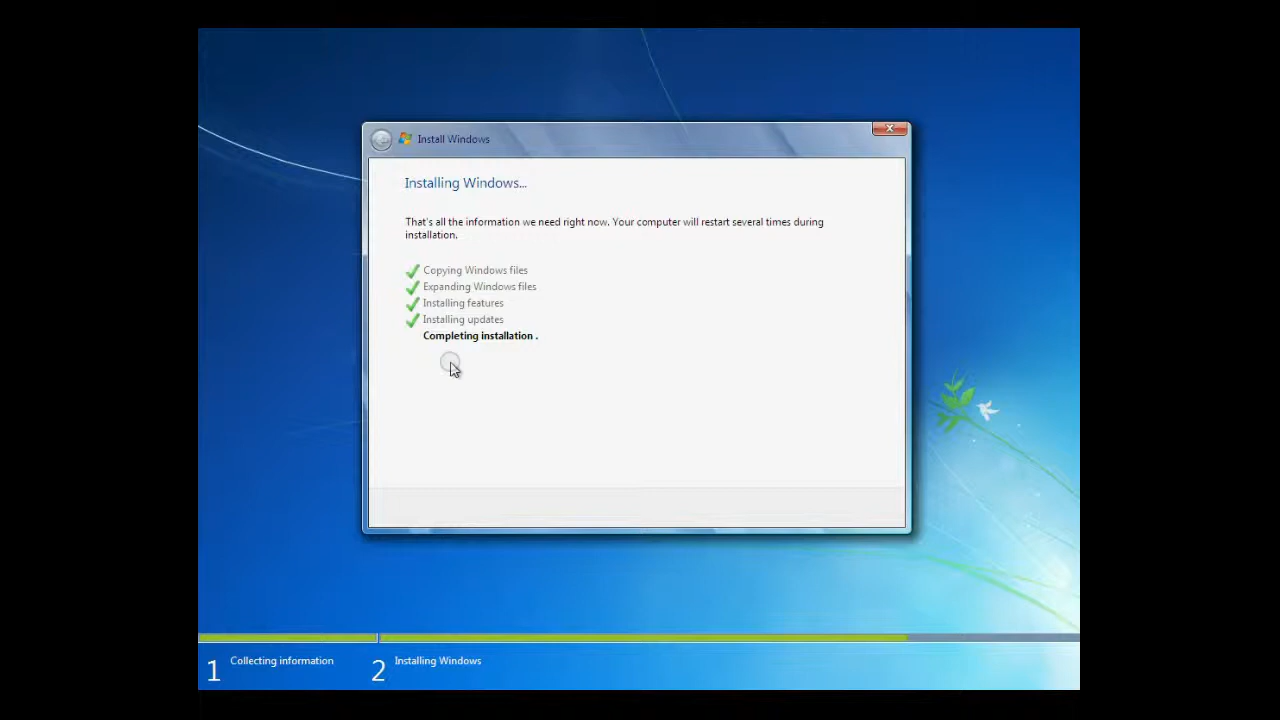 Install Windows
Installing Windows...
That's all the information we need right now. Your computer will restart several times during
installation.
Copying Windows files
Expanding Windows files
Installing features
Installing updates
Completing installation .
1 Collecting information
2 Installing Windows